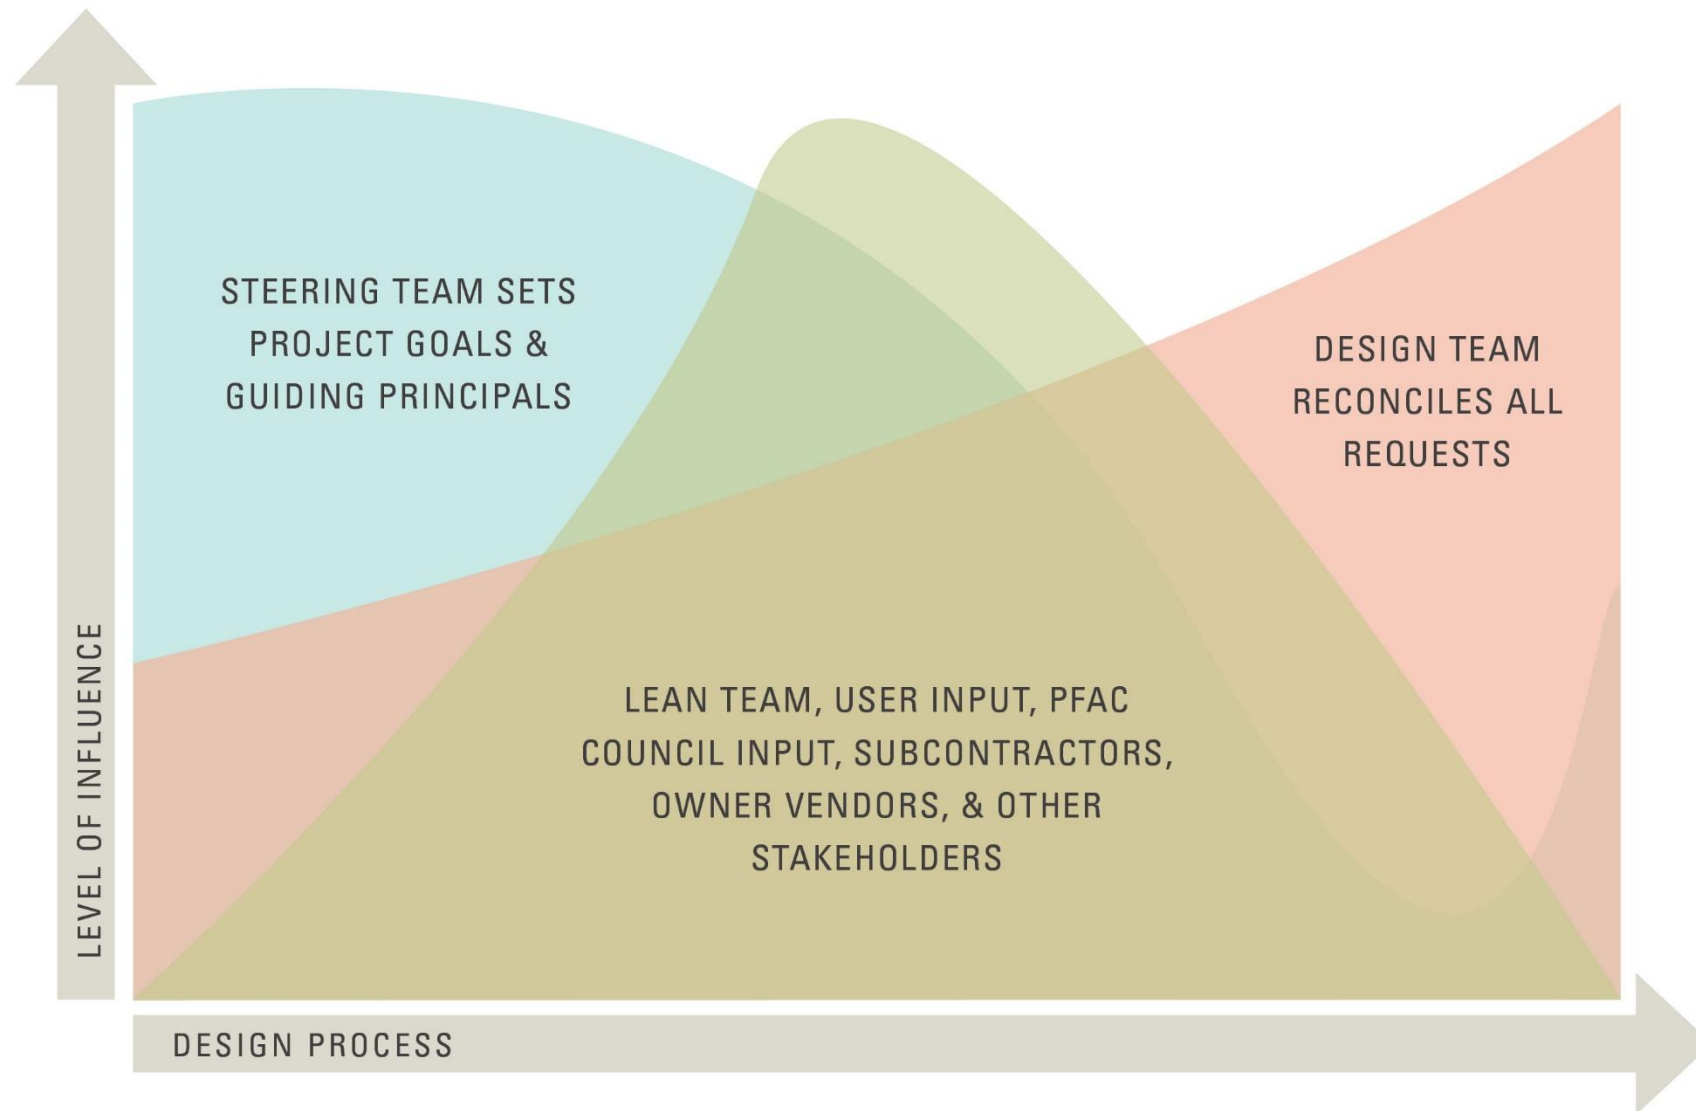 STEERING TEAM SETS
PROJECT GOALS &
GUIDING PRINCIPALS
DESIGN TEAM
RECONCILES ALL
REQUESTS
LEAN TEAM, USER INPUT, PFAC
COUNCIL INPUT, SUBCONTRACTORS,
OWNER VENDORS, & OTHER
STAKEHOLDERS
LEVEL OF INFLUENCE
DESIGN PROCESS